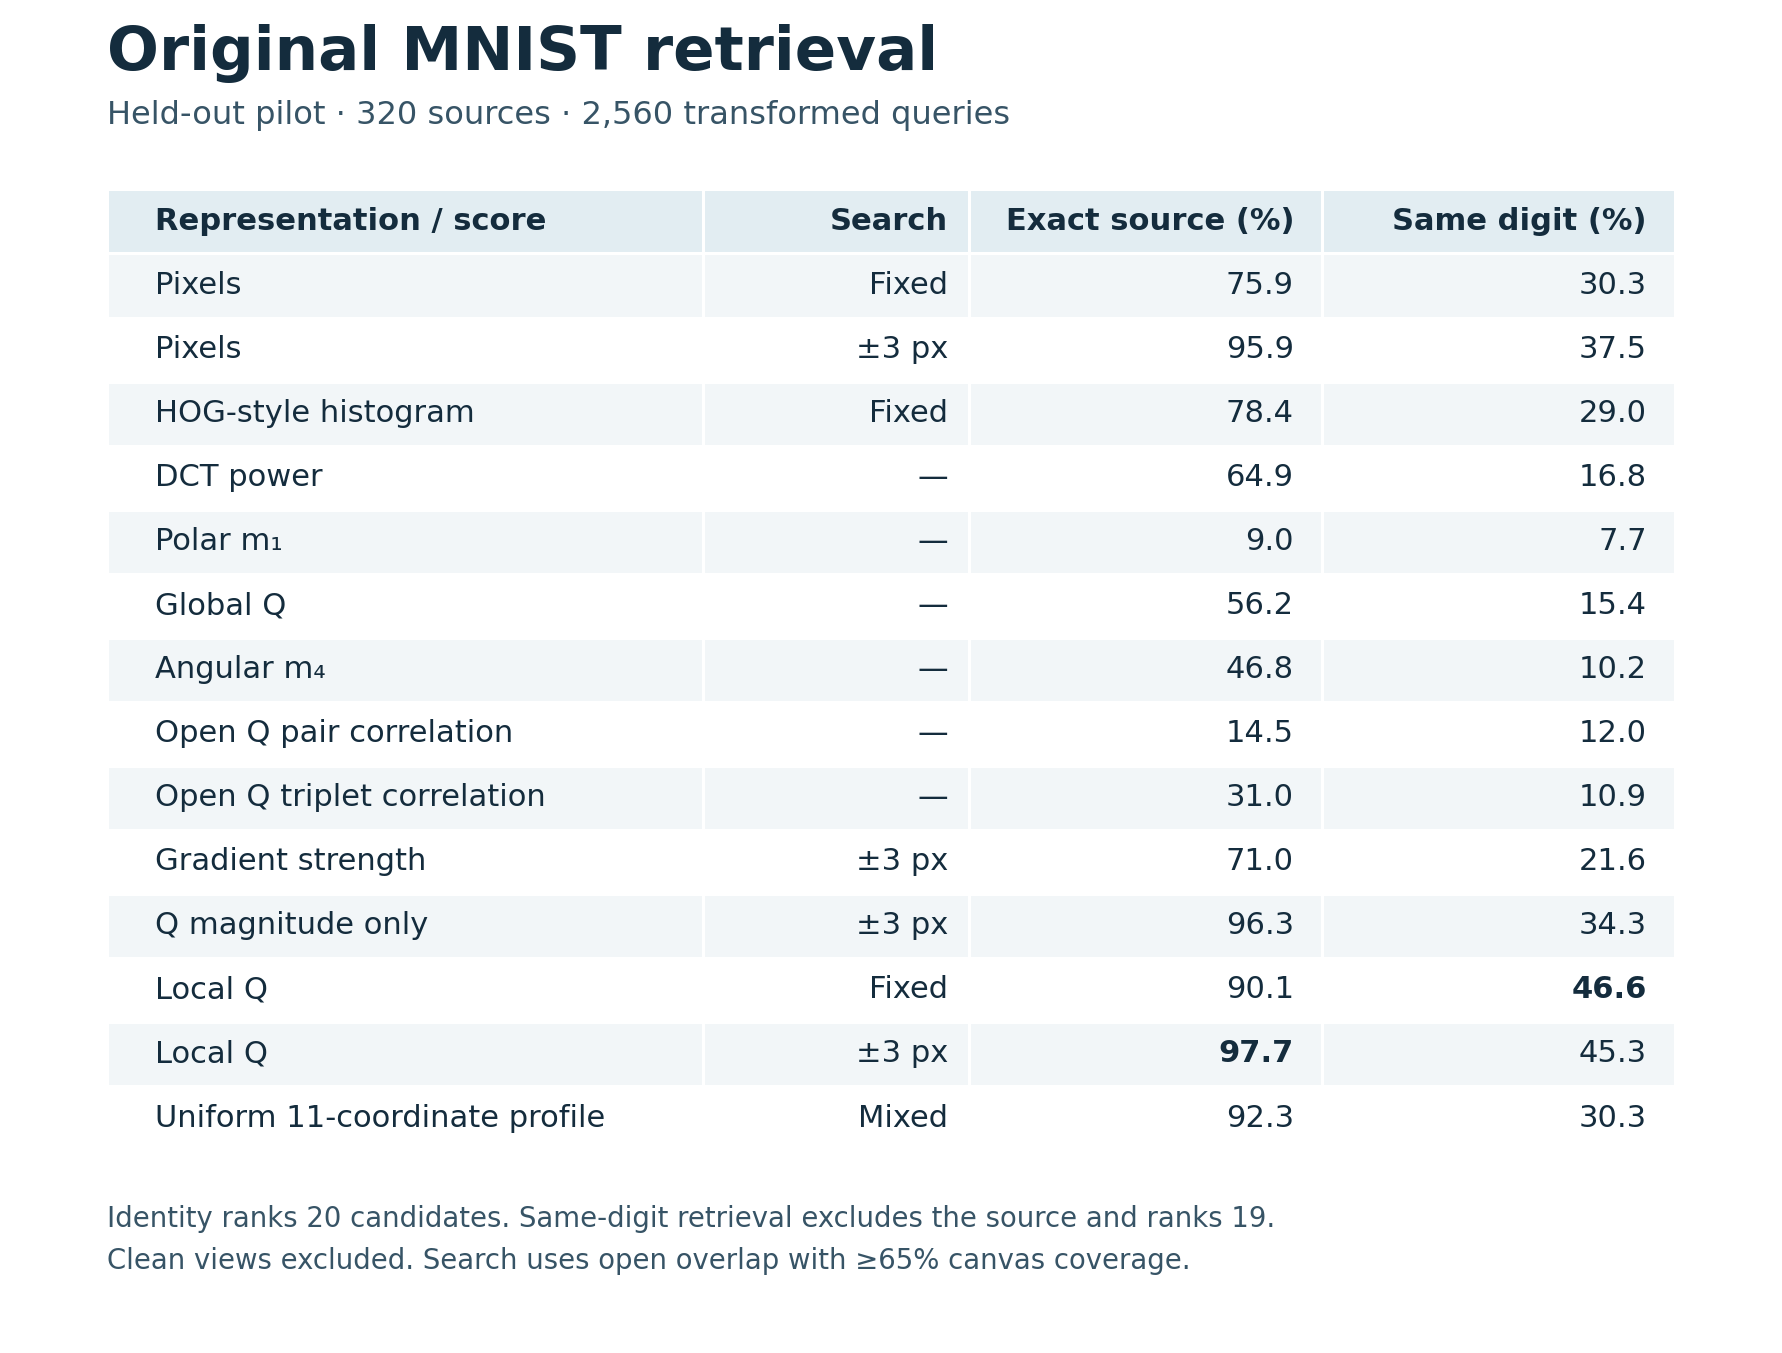 Original MNIST retrieval
Held-out pilot · 320 sources · 2,560 transformed queries
Representation / score Search Exact source (%) Same digit (%)
Pixels Fixed 75.9 30.3
Pixels ±3 px 95.9 37.5
HOG-style histogram Fixed 78.4 29.0
DCT power — 64.9 16.8
Polar m₁ — 9.0 7.7
Global Q — 56.2 15.4
Angular m₄ — 46.8 10.2
Open Q pair correlation — 14.5 12.0
Open Q triplet correlation — 31.0 10.9
Gradient strength ±3 px 71.0 21.6
Q magnitude only ±3 px 96.3 34.3
Local Q Fixed 90.1 46.6
Local Q ±3 px 97.7 45.3
Uniform 11-coordinate profile Mixed 92.3 30.3
Identity ranks 20 candidates. Same-digit retrieval excludes the source and ranks 19.
Clean views excluded. Search uses open overlap with ≥65% canvas coverage.